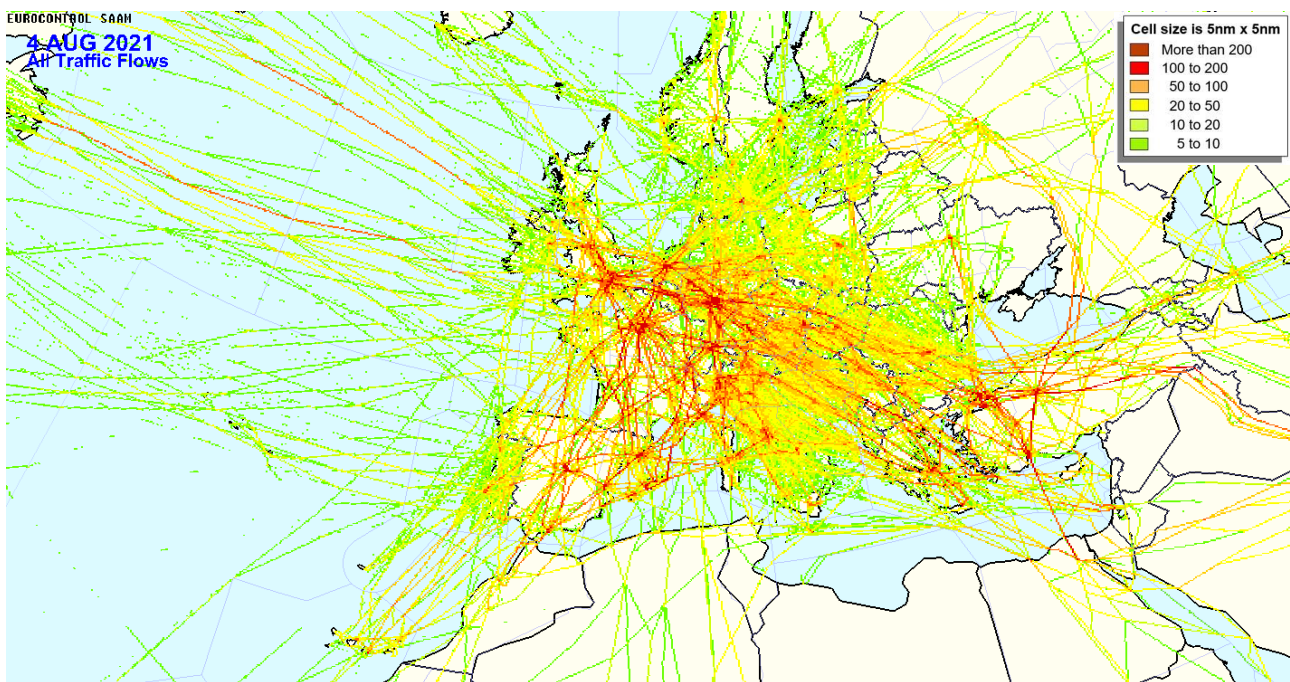 EUROCONTROL SAAM
4 AUG 2021
All Traffic Flows
Cell size is 5nm x 5nm
More than 200
100 to 200
50 to 100
20 to 50
10 to 20
5 to 10